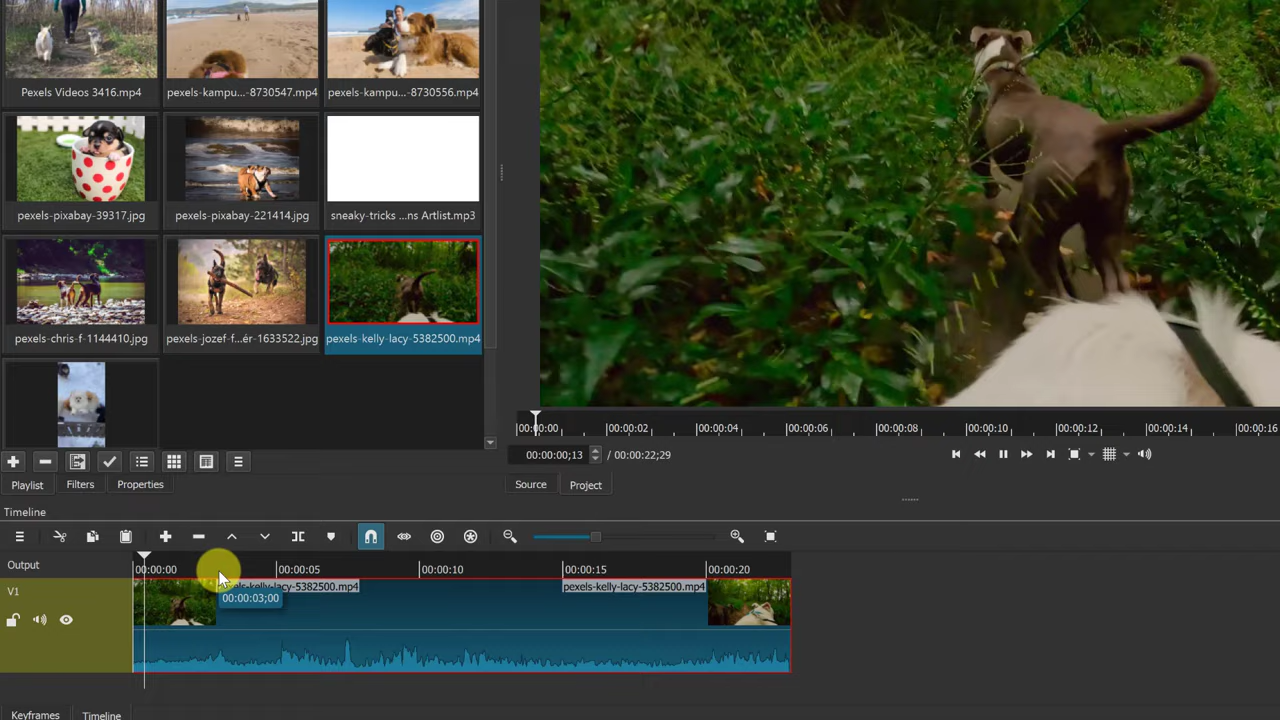 Pexels Videos 3416.mp4
pexels-kampu...-8730547.mp4
pexels-kampu...-8730556.mp4
pexels-pixabay-39317.jpg
pexels-pixabay-221414.jpg
sneaky-tricks ...ns Artlist.mp3
pexels-chris-f-1144410.jpg
pexels-jozef-f...ér-1633522.jpg
pexels-kelly-lacy-5382500.mp4
00:00:00
00:00:02
00:00:04
00:00:06
00:00:08
00:00:10
00:00:12
00:00:14
00:00:16
00:00:00;13
/ 00:00:22;29
Playlist
Filters
Properties
Source
Project
Timeline
Output
00:00:00
00:00:05
00:00:10
00:00:15
00:00:20
V1
pexels-kelly-lacy-5382500.mp4
pexels-kelly-lacy-5382500.mp4
00:00:03;00
Keyframes
Timeline